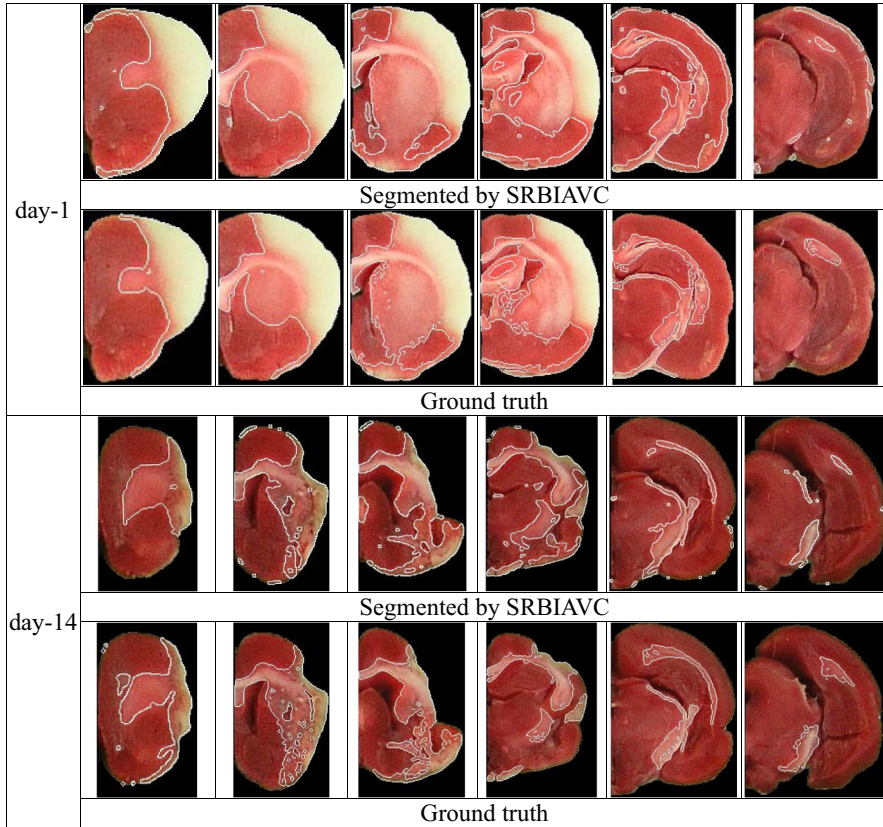 day-1
Segmented by SRBIAVC
Ground truth
day-14
Segmented by SRBIAVC
Ground truth